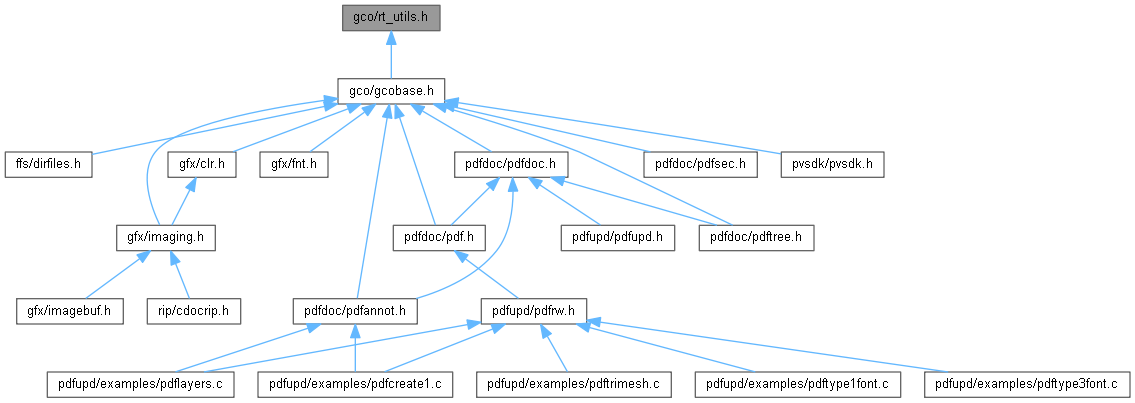 gco/rt_utils.h
gco/gcobase.h
ffs/dirfiles.h
gfx/clr.h
gfx/fnt.h
pdfdoc/pdfdoc.h
pdfdoc/pdfsec.h
pvsdk/pvsdk.h
gfx/imaging.h
pdfdoc/pdf.h
pdfupd/pdfupd.h
pdfdoc/pdftree.h
gfx/imagebuf.h
rip/cdocrip.h
pdfdoc/pdfannot.h
pdfupd/pdfrw.h
pdfupd/examples/pdflayers.c
pdfupd/examples/pdfcreate1.c
pdfupd/examples/pdftrimesh.c
pdfupd/examples/pdftype1font.c
pdfupd/examples/pdftype3font.c